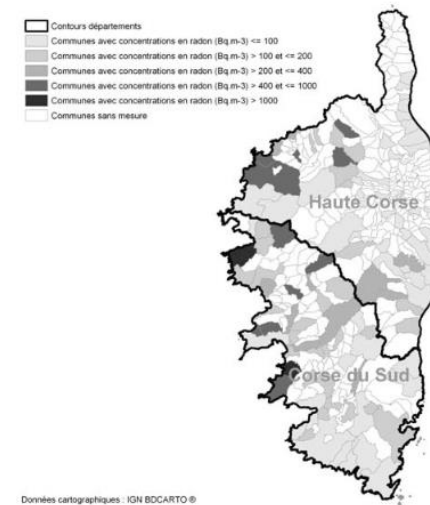 Contours départements
Communes avec concentrations en radon (Bq.m-3) <= 100
Communes avec concentrations en radon (Bq.m-3) > 100 et <= 200
Communes avec concentrations en radon (Bq.m-3) > 200 et <= 400
Communes avec concentrations en radon (Bq.m-3) > 400 et <= 1000
Communes avec concentrations en radon (Bq.m-3) > 1000
Communes sans mesure
Haute Corse
Corse du Sud
Données cartographiques : IGN BDCARTO ®